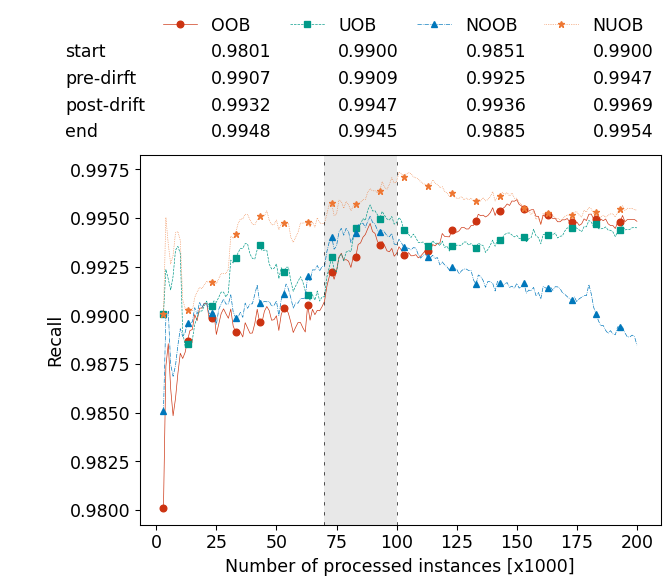 OOB UOB NOOB NUOB
start 0.9801 0.9900 0.9851 0.9900
pre-dirft 0.9907 0.9909 0.9925 0.9947
post-drift 0.9932 0.9947 0.9936 0.9969
end 0.9948 0.9945 0.9885 0.9954
0.9975
0.9950
0.9925
0.9900
0.9875
0.9850
0.9825
0.9800
Recall
0 25 50 75 100 125 150 175 200
Number of processed instances [x1000]